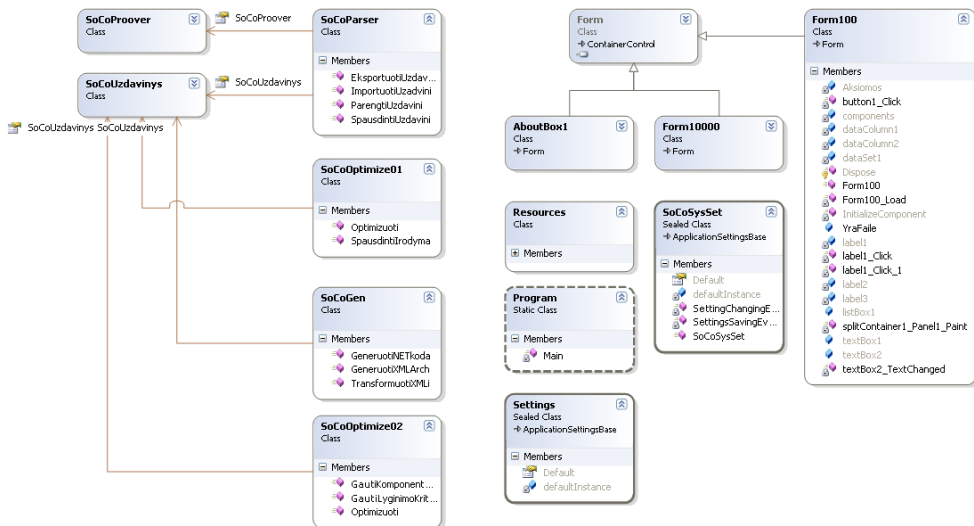 SoCoProover
Class
SoCoProover
SoCoParser
Class
Members
EksportuotiUzdav...
ImportuotiUzadvini
ParengtiUzdavini
SpausdintiUzdavini
SoCoUzdavinys
Class
SoCoUzdavinys
SoCoUzdavinys SoCoUzdavinys
SoCoOptimize01
Class
Members
Optimizuoti
SpausdintiIrodyma
SoCoGen
Class
Members
GeneruotiNETkoda
GeneruotiXMLArch
TransformuotiXMLi
SoCoOptimize02
Class
Members
GautiKomponent...
GautiLyginimoKrit...
Optimizuoti
Form
Class
ContainerControl
AboutBox1
Class
Form
Form10000
Class
Form
Resources
Class
Members
Program
Static Class
Members
Main
Settings
Sealed Class
ApplicationSettingsBase
Members
Default
defaultInstance
SoCoSysSet
Sealed Class
ApplicationSettingsBase
Members
Default
defaultInstance
SettingChangingE...
SettingsSavingEv...
SoCoSysSet
Form100
Class
Form
Members
Aksiomos
button1_Click
components
dataColumn1
dataColumn2
dataSet1
Dispose
Form100
Form100_Load
InitializeComponent
YraFaile
label1
label1_Click
label1_Click_1
label2
label3
listBox1
splitContainer1_Panel1_Paint
textBox1
textBox2
textBox2_TextChanged